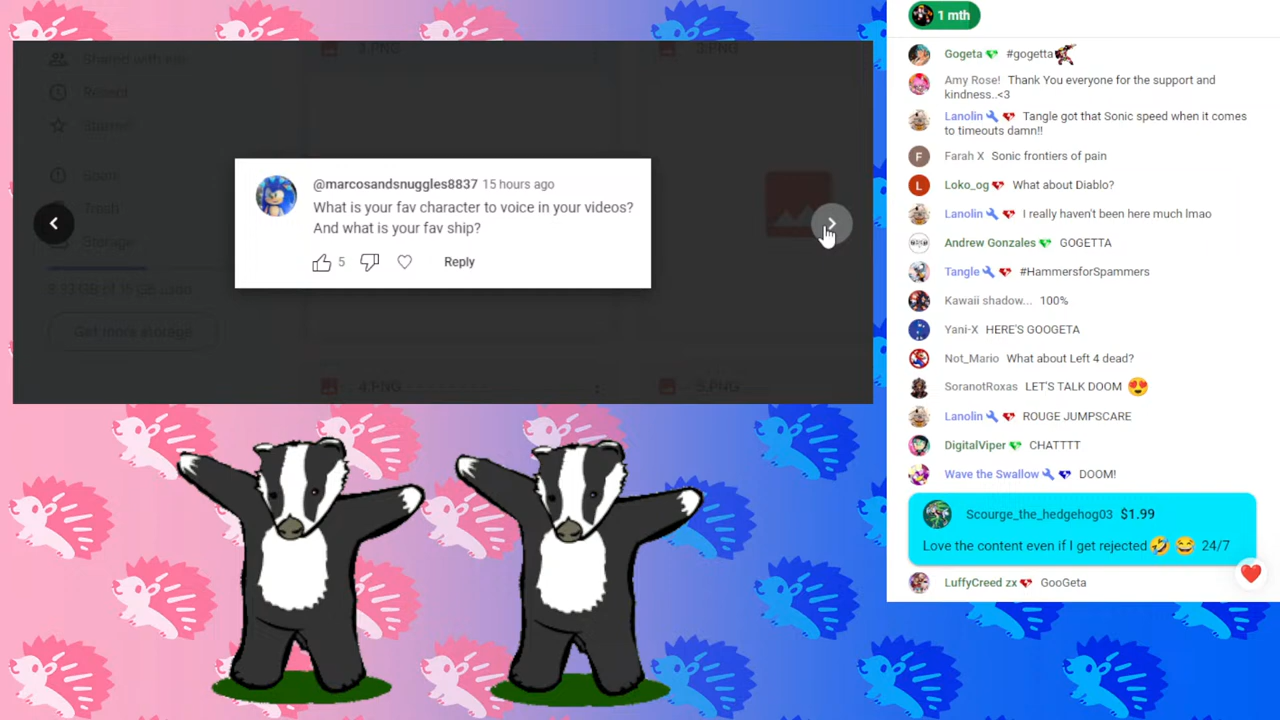 1.PNG
3.PNG
Shared with me
Recent
Starred
Spam
Trash
Storage
Get more storage
4.PNG
5.PNG
@marcosandsnuggles8837 15 hours ago
What is your fav character to voice in your videos?
And what is your fav ship?
5 Reply
1 mth
Gogeta #gogetta
Amy Rose! Thank You everyone for the support and
kindness..<3
Lanolin Tangle got that Sonic speed when it comes
to timeouts damn!!
F Farah X Sonic frontiers of pain
L Loko_og What about Diablo?
Lanolin I really haven't been here much lmao
Andrew Gonzales GOGETTA
Tangle #HammersforSpammers
Kawaii shadow... 100%
Yani-X HERE'S GOOGETA
Not_Mario What about Left 4 dead?
SoranotRoxas LET'S TALK DOOM 😍
Lanolin ROUGE JUMPSCARE
DigitalViper CHATTTT
Wave the Swallow DOOM!
Scourge_the_hedgehog03 $1.99
Love the content even if I get rejected 🤣 😂 24/7
LuffyCreed zx GooGeta